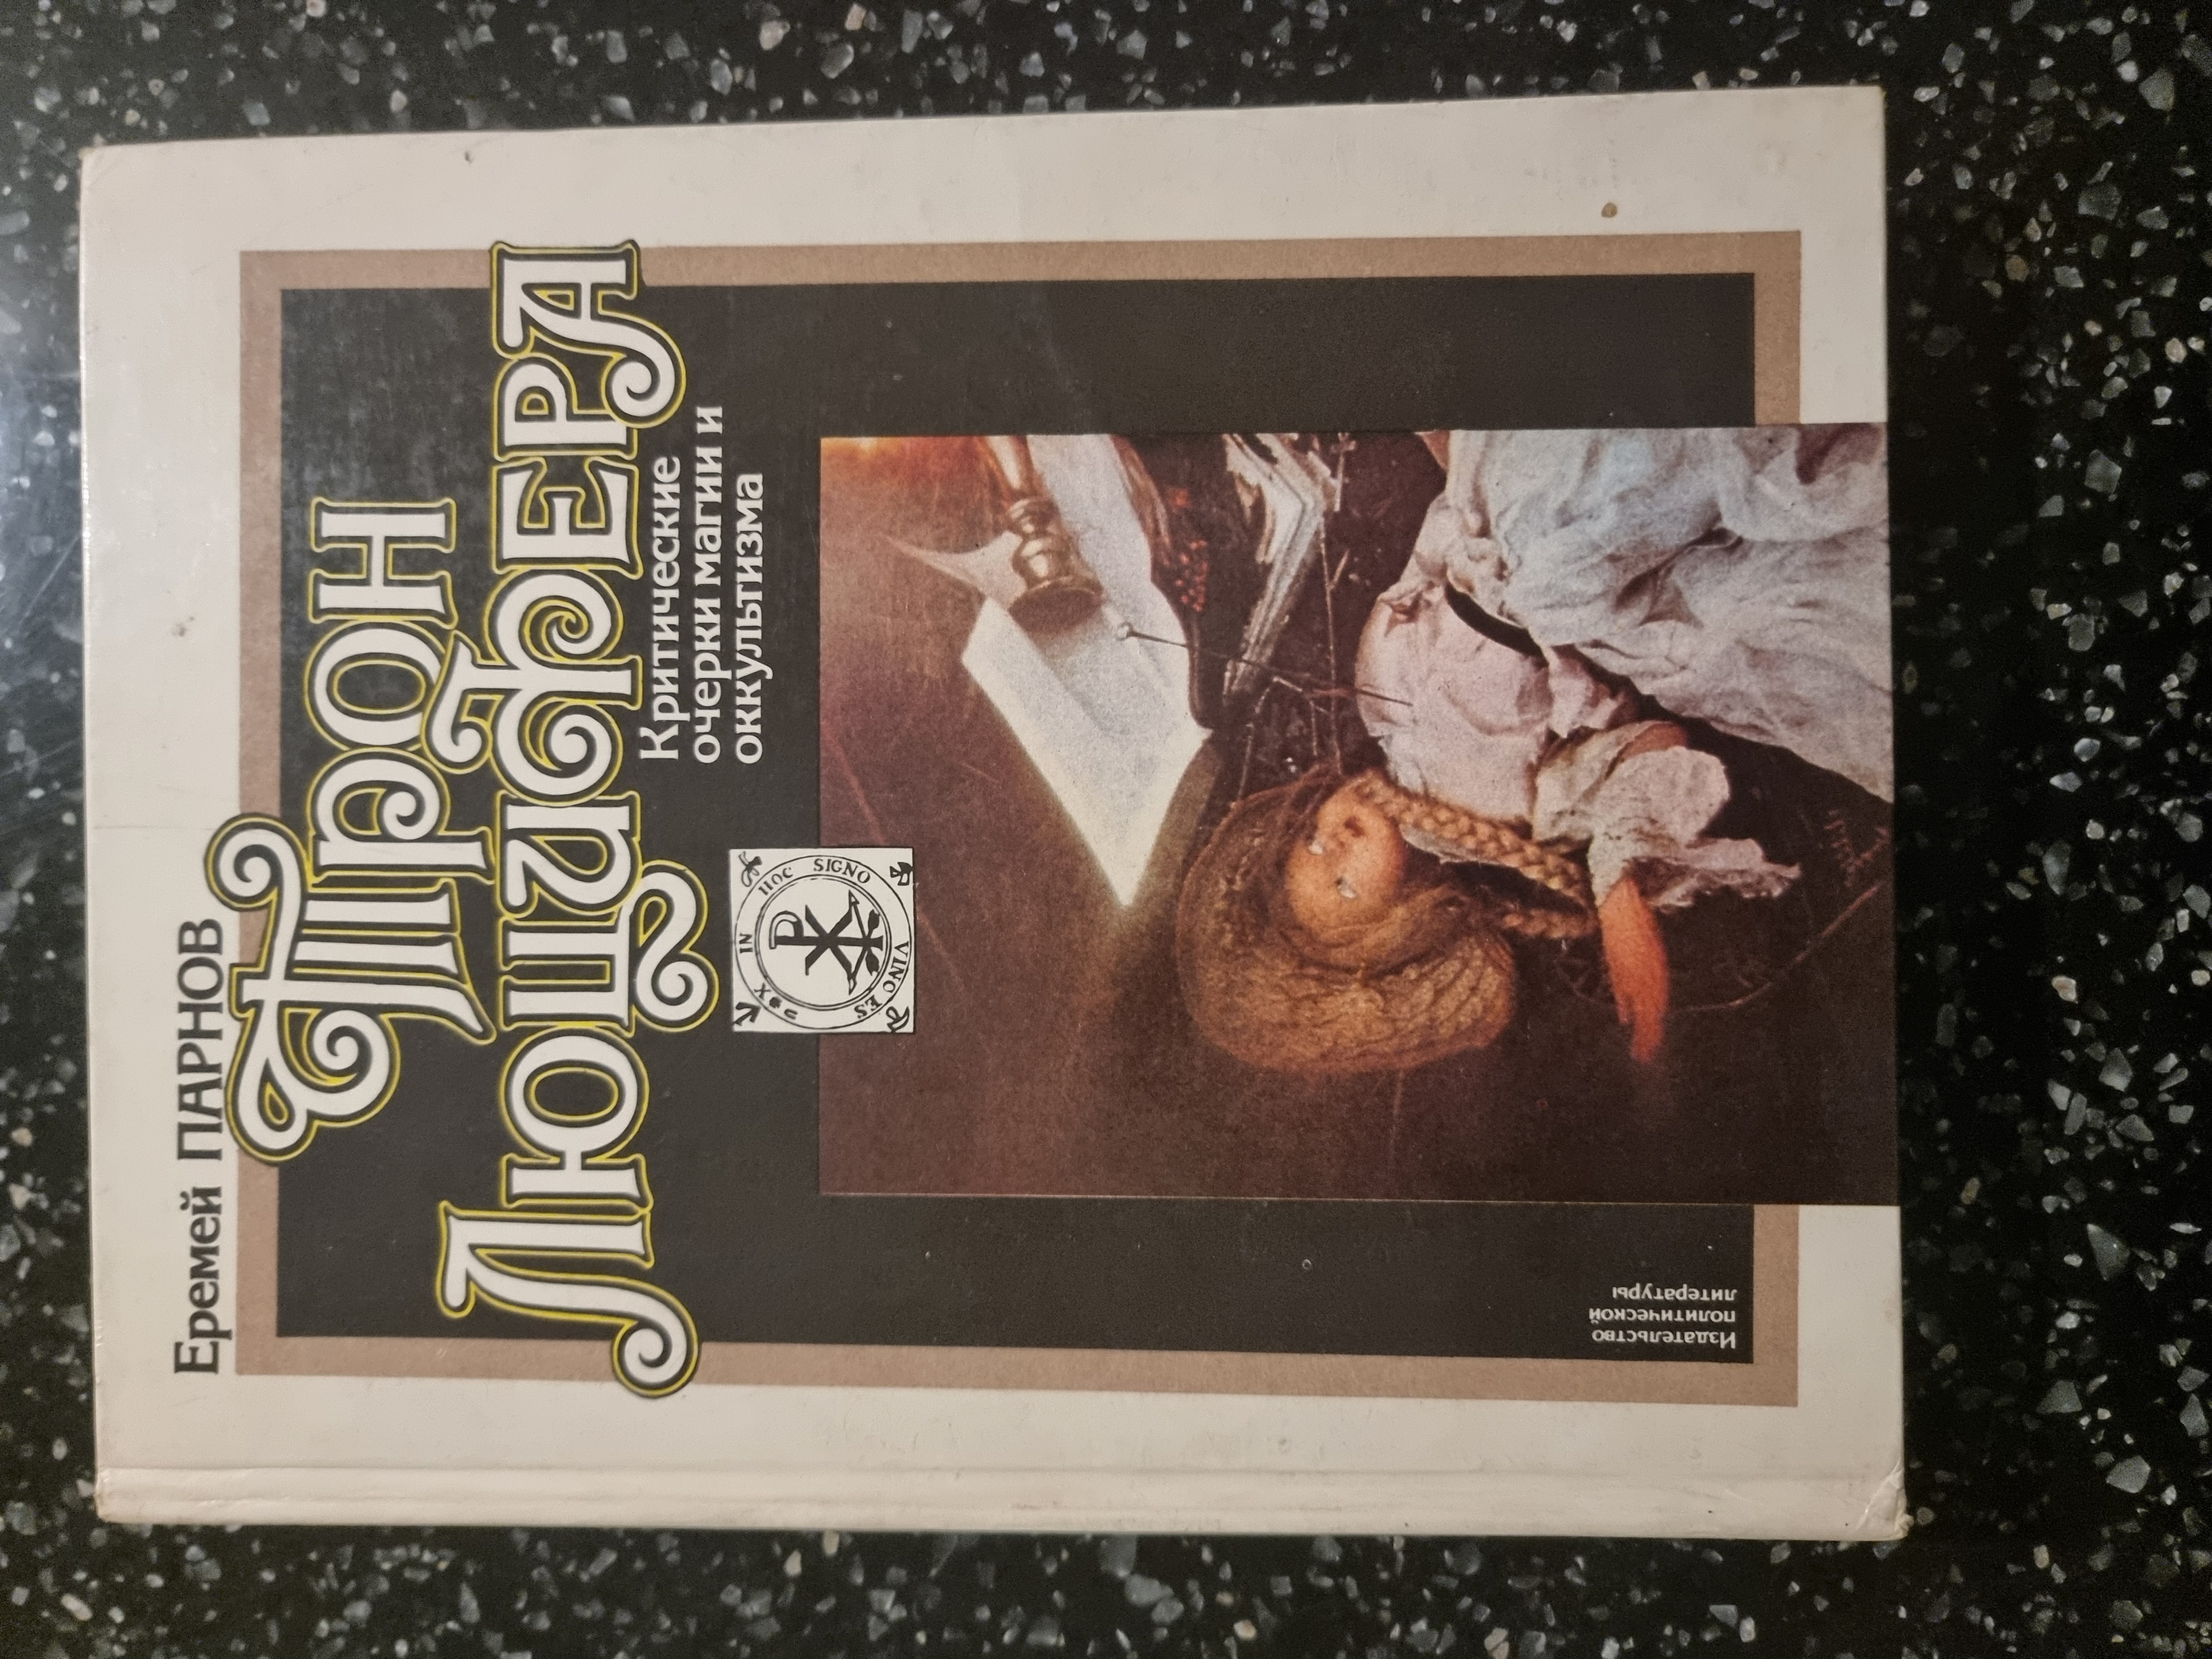 Еремей ПАРНОВ
ТРОН
ЛЮЦИФЕРА
Критические
очерки магии и
оккультизма
IN HOC SIGNO VINCES
Издательство
политической
литературы